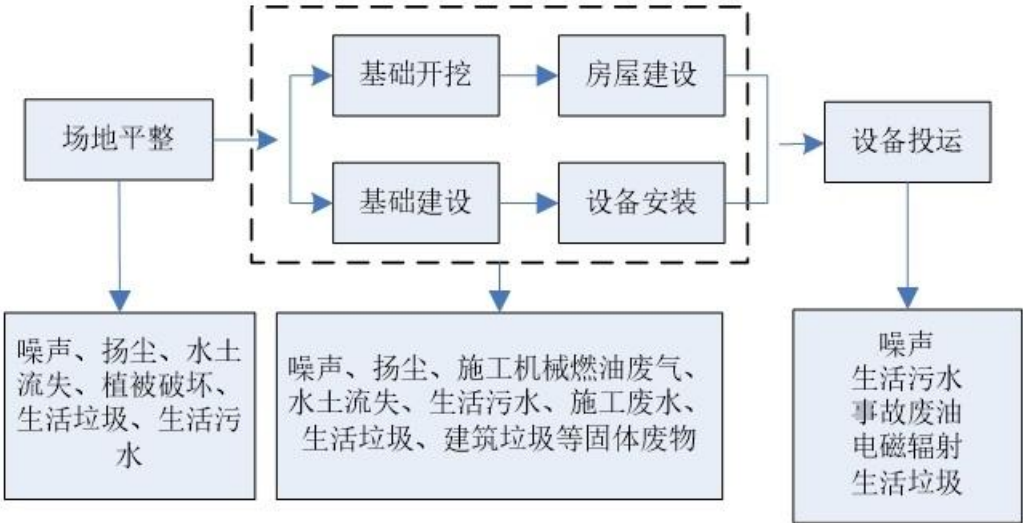 基础开挖
房屋建设
场地平整
设备投运
基础建设
设备安装
噪声、扬尘、水土
流失、植被破坏、
生活垃圾、生活污
水
噪声、扬尘、施工机械燃油废气、
水土流失、生活污水、施工废水、
生活垃圾、建筑垃圾等固体废物
噪声
生活污水
事故废油
电磁辐射
生活垃圾